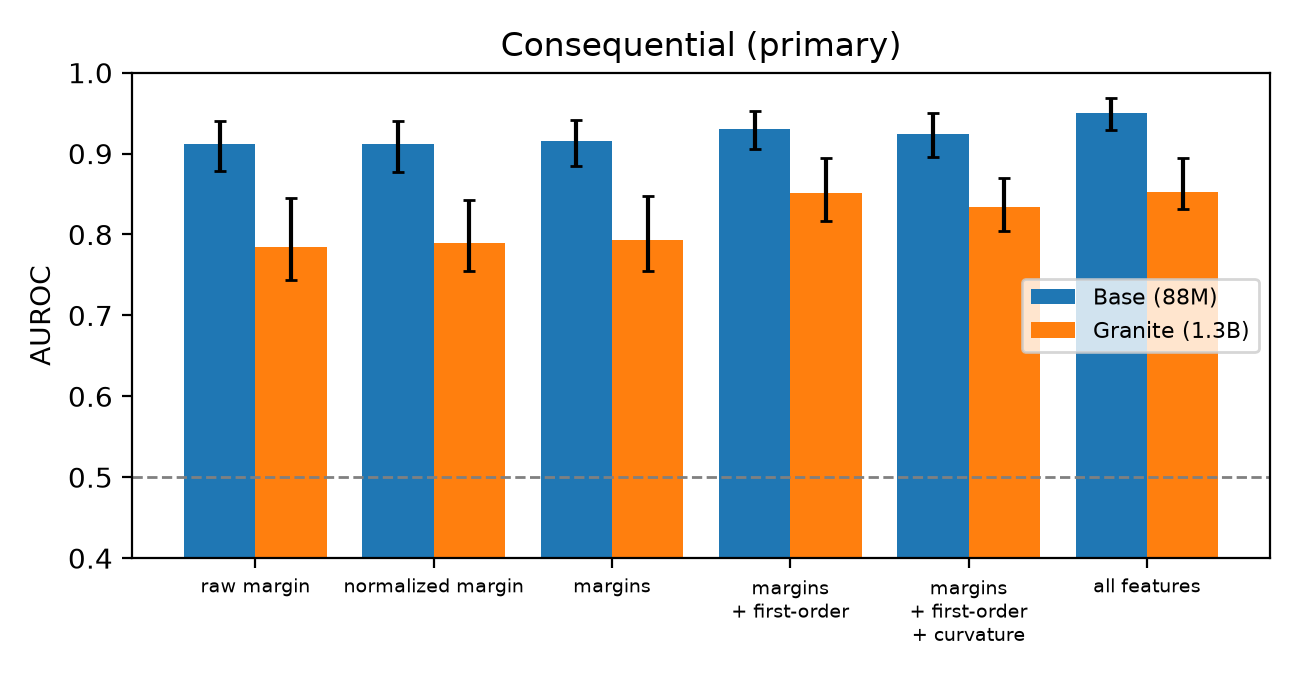 Consequential (primary)
AUROC
1.0
0.9
0.8
0.7
0.6
0.5
0.4
Base (88M)
Granite (1.3B)
raw margin
normalized margin
margins
margins
+ first-order
margins
+ first-order
+ curvature
all features